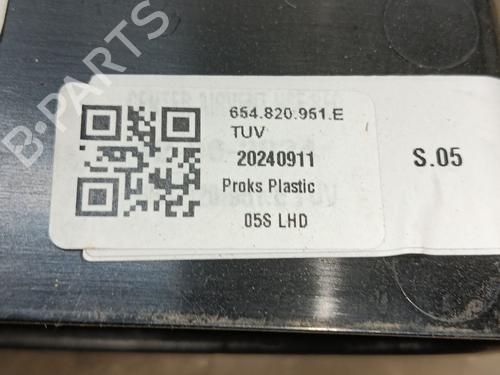 B-PARTS
654.820.951.E
TUV
20240911
S.05
Proks Plastic
05S LHD